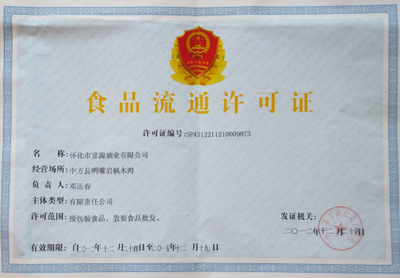 食品流通许可证
许可证编号:SP4312211210009873
名 称: 怀化市富源油业有限公司
经营场所: 中方县鸭嘴岩枫木湾
负 责 人: 邓运春
主体类型: 有限责任公司
许可范围: 预包装食品、散装食品批发。
发证机关:
二〇一二年十二月二十日
有效期限: 自二〇一二年十二月二十四日至二〇一五年十二月十九日